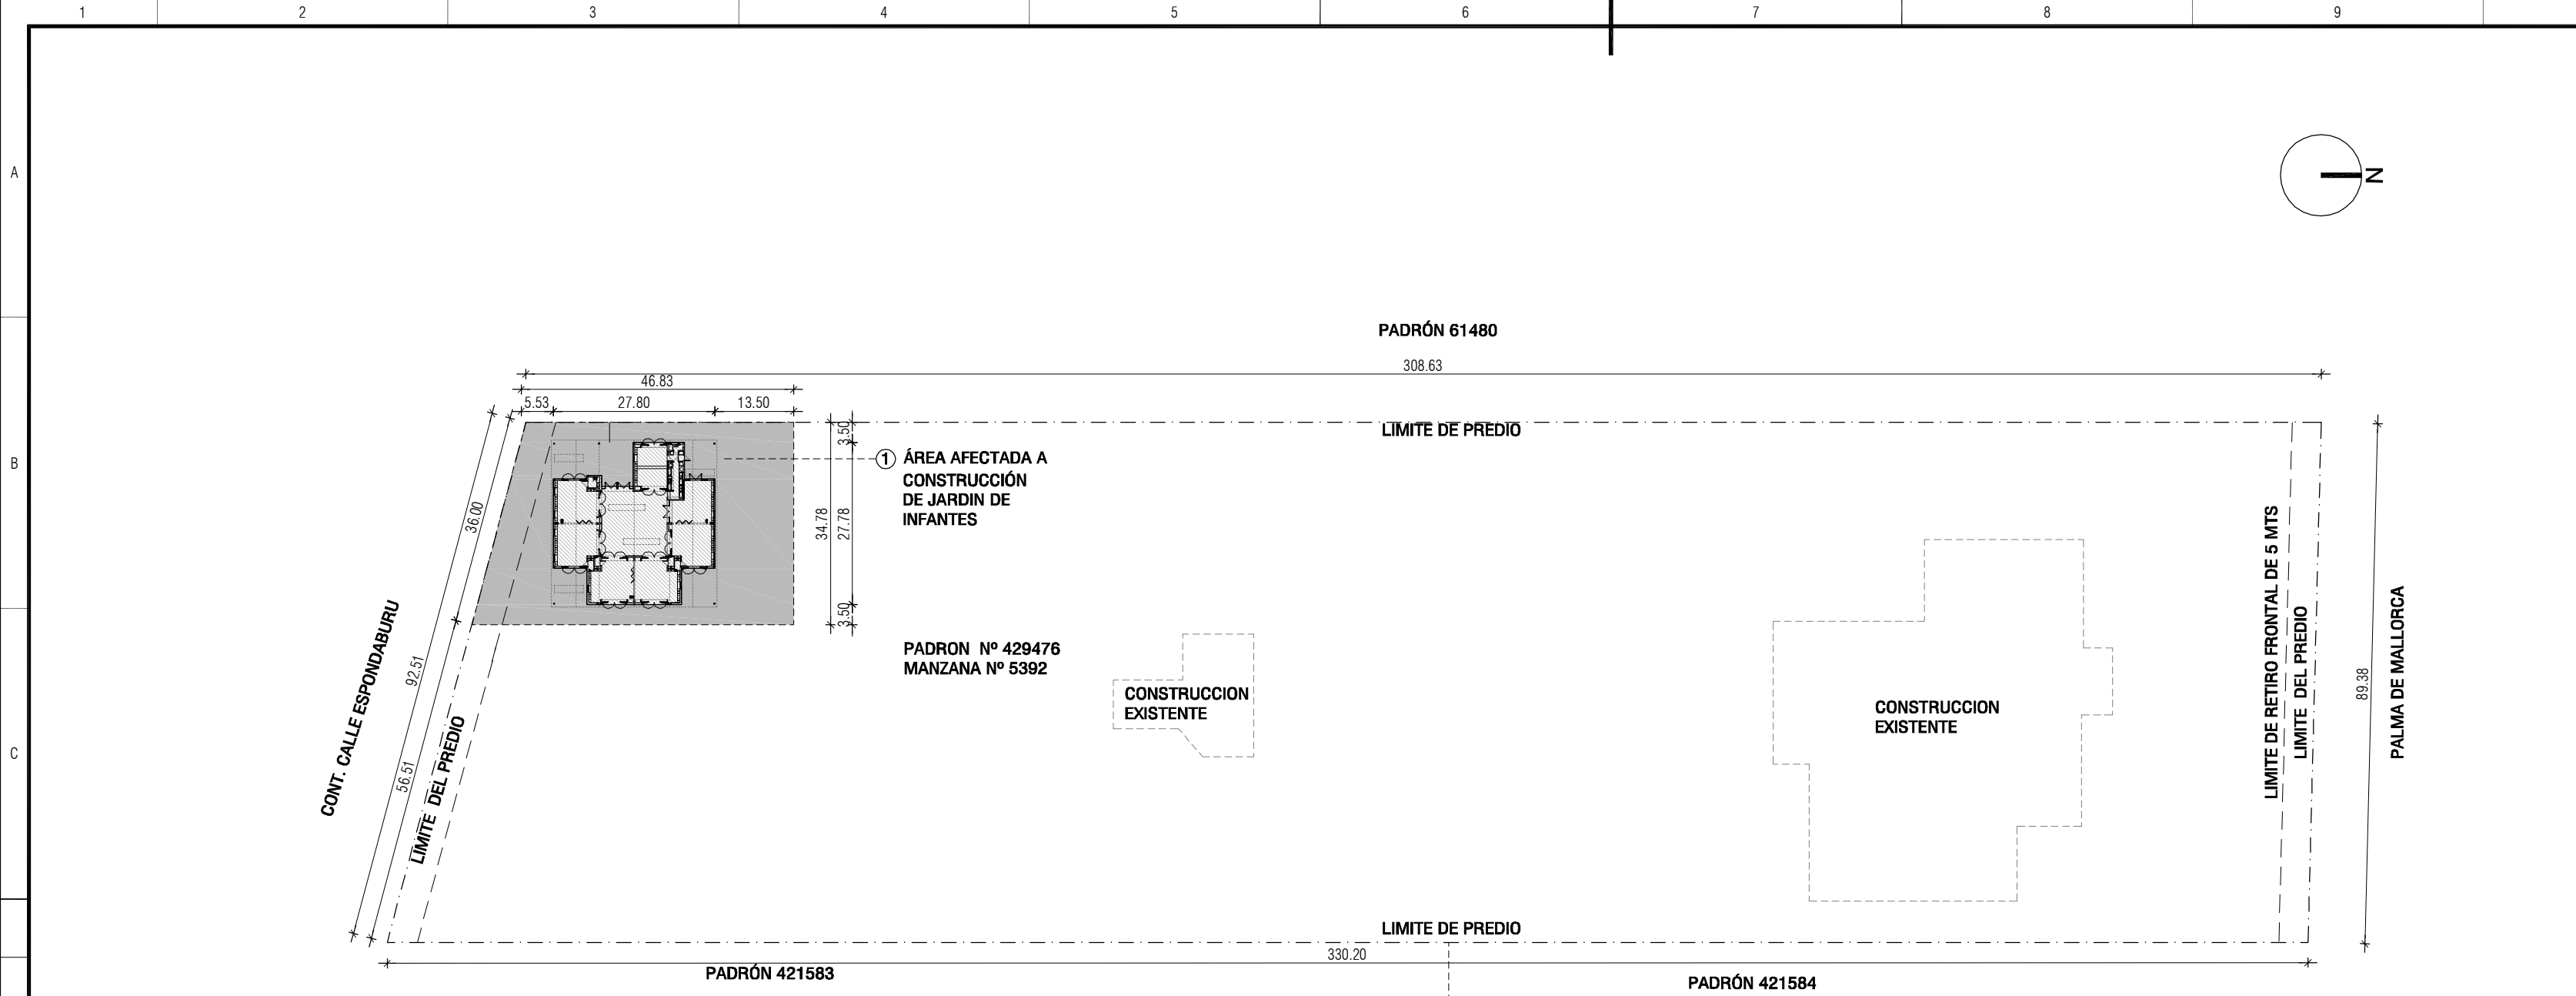 1 2 3 4 5 6 7 8 9
A
N
PADRÓN 61480
308.63
46.83
5.53 27.80 13.50
LIMITE DE PREDIO
3.50
B
1 ÁREA AFECTADA A
CONSTRUCCIÓN
DE JARDIN DE
INFANTES
36.00
34.78
27.78
3.50
LIMITE DE RETIRO FRONTAL DE 5 MTS
LIMITE DEL PREDIO
89.38
PALMA DE MALLORCA
CONT. CALLE ESPONDABURU
92.51
56.51
LIMITE DEL PREDIO
PADRON Nº 429476
MANZANA Nº 5392
CONSTRUCCION
EXISTENTE
CONSTRUCCION
EXISTENTE
C
LIMITE DE PREDIO
330.20
PADRÓN 421583
PADRÓN 421584